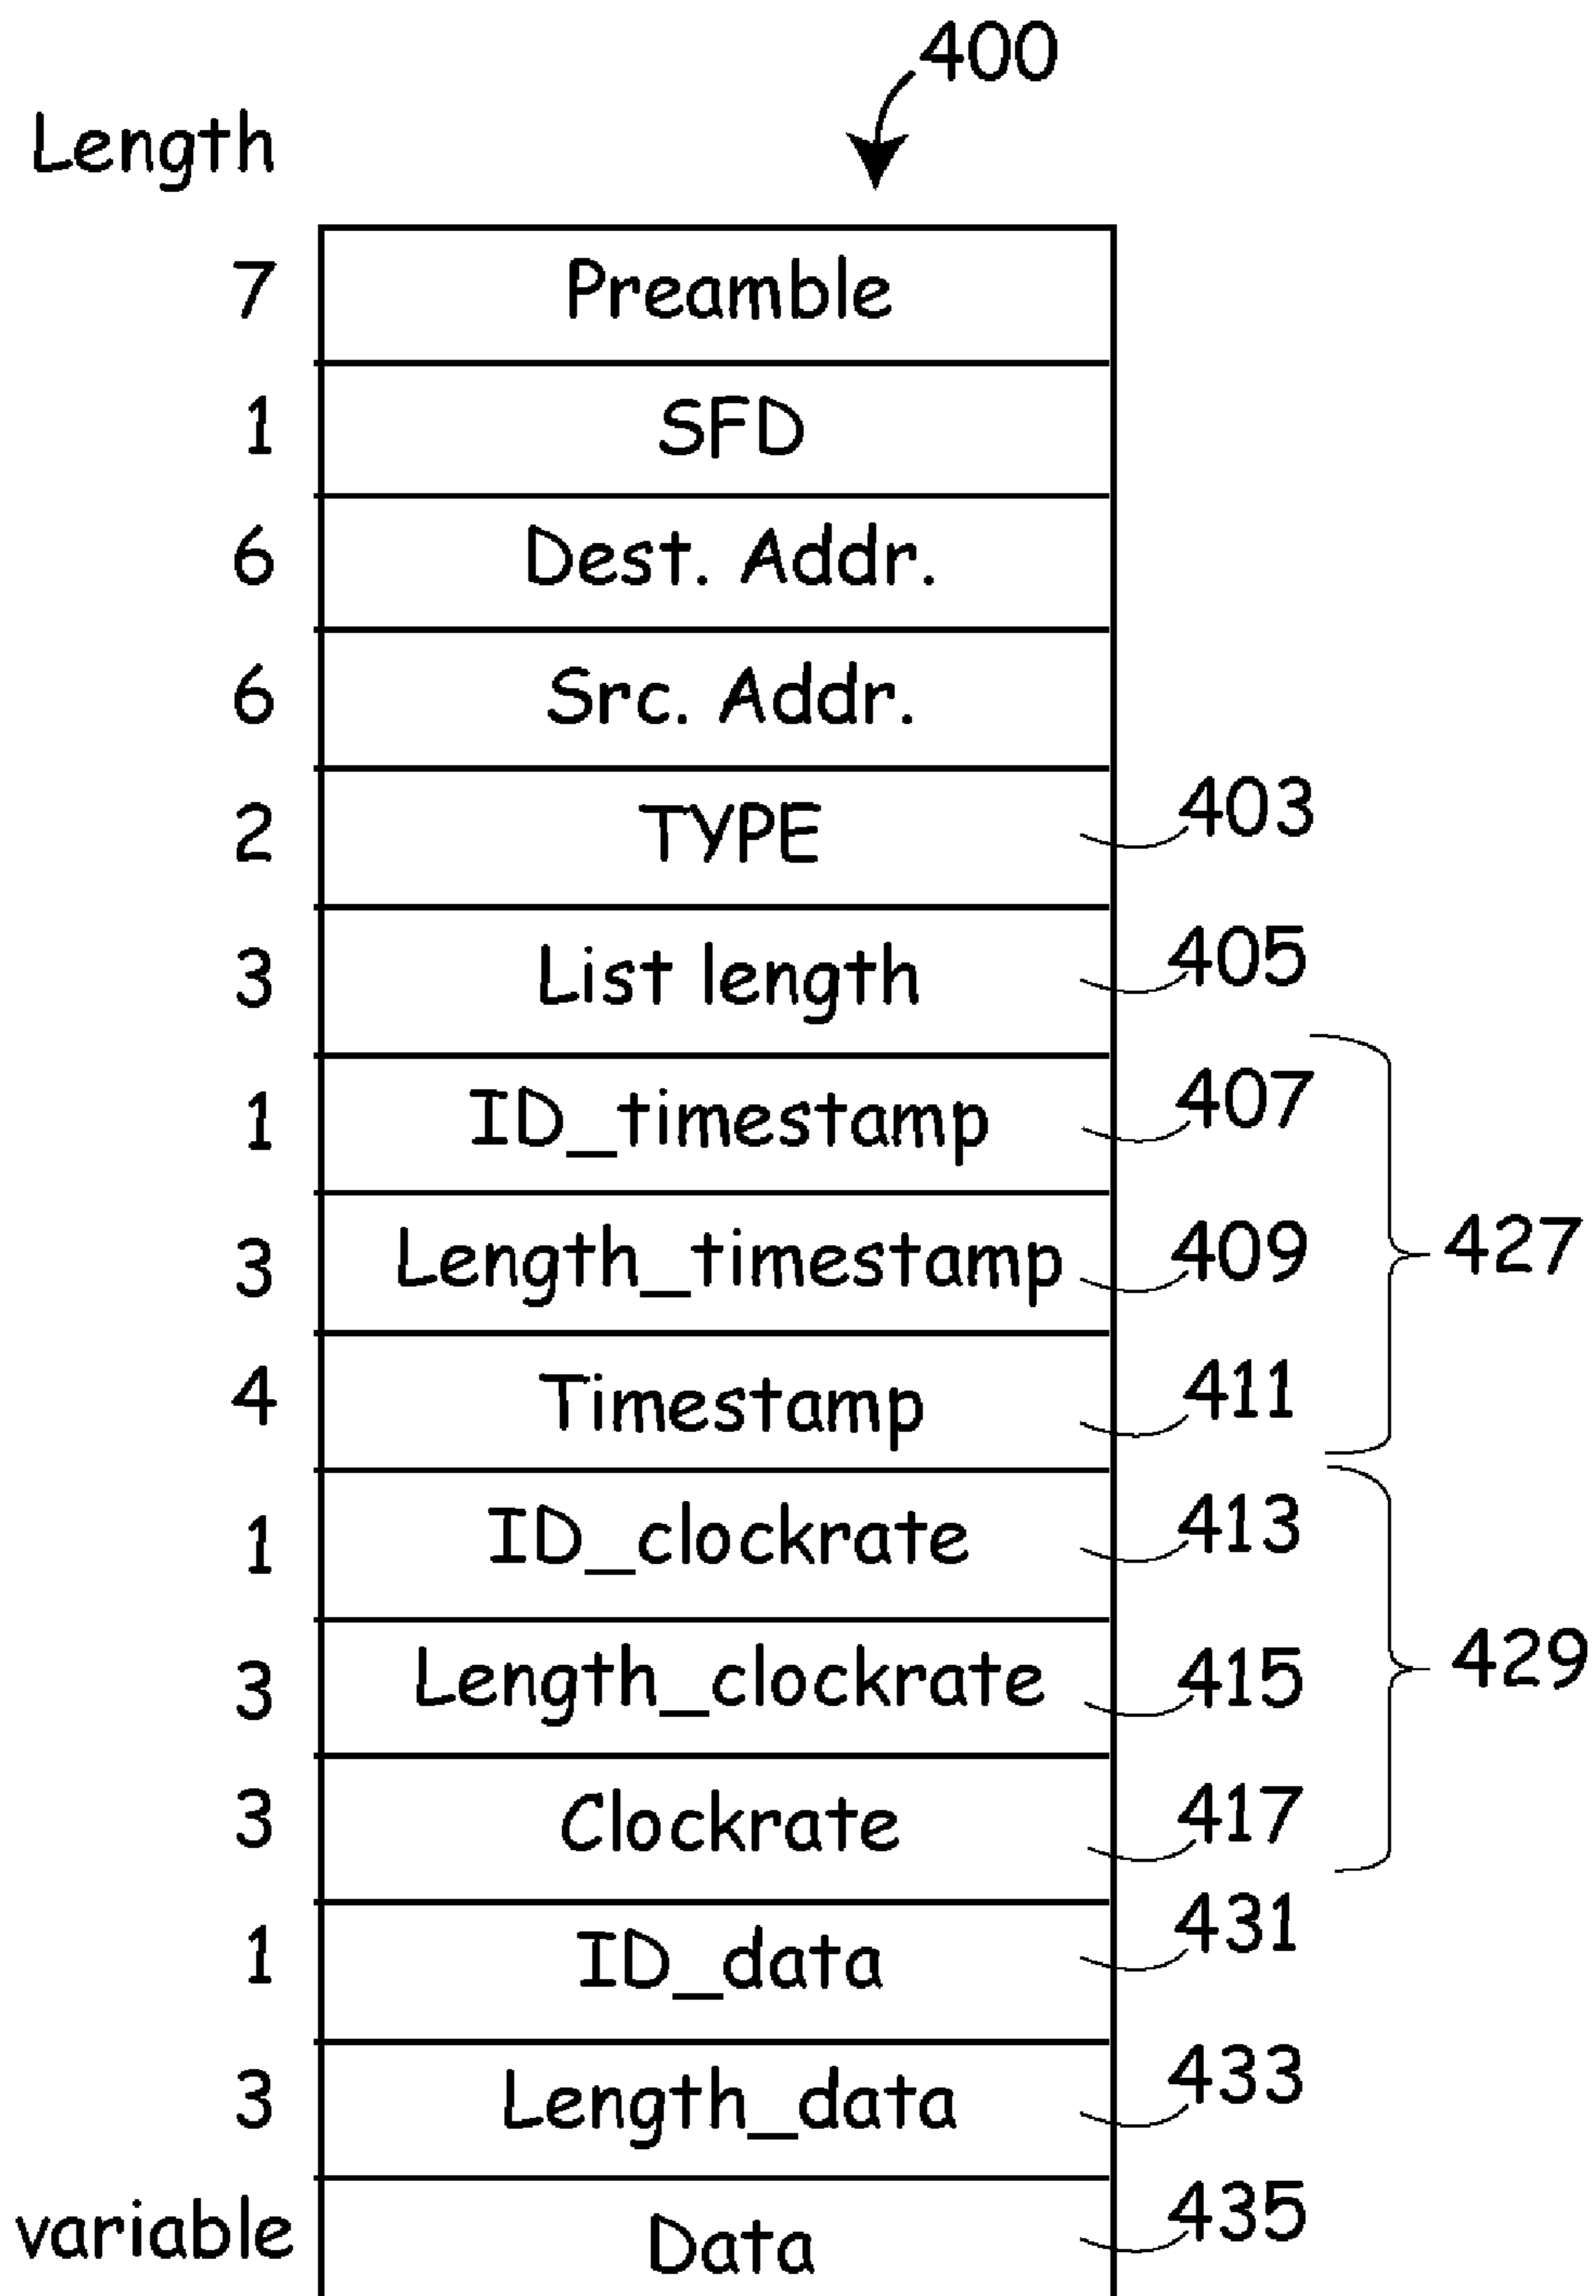 400
Length
7 Preamble
1 SFD
6 Dest. Addr.
6 Src. Addr.
2 TYPE 403
3 List length 405
1 ID_timestamp 407
3 Length_timestamp 409 427
4 Timestamp 411
1 ID_clockrate 413
3 Length_clockrate 415 429
3 Clockrate 417
1 ID_data 431
3 Length_data 433
variable Data 435